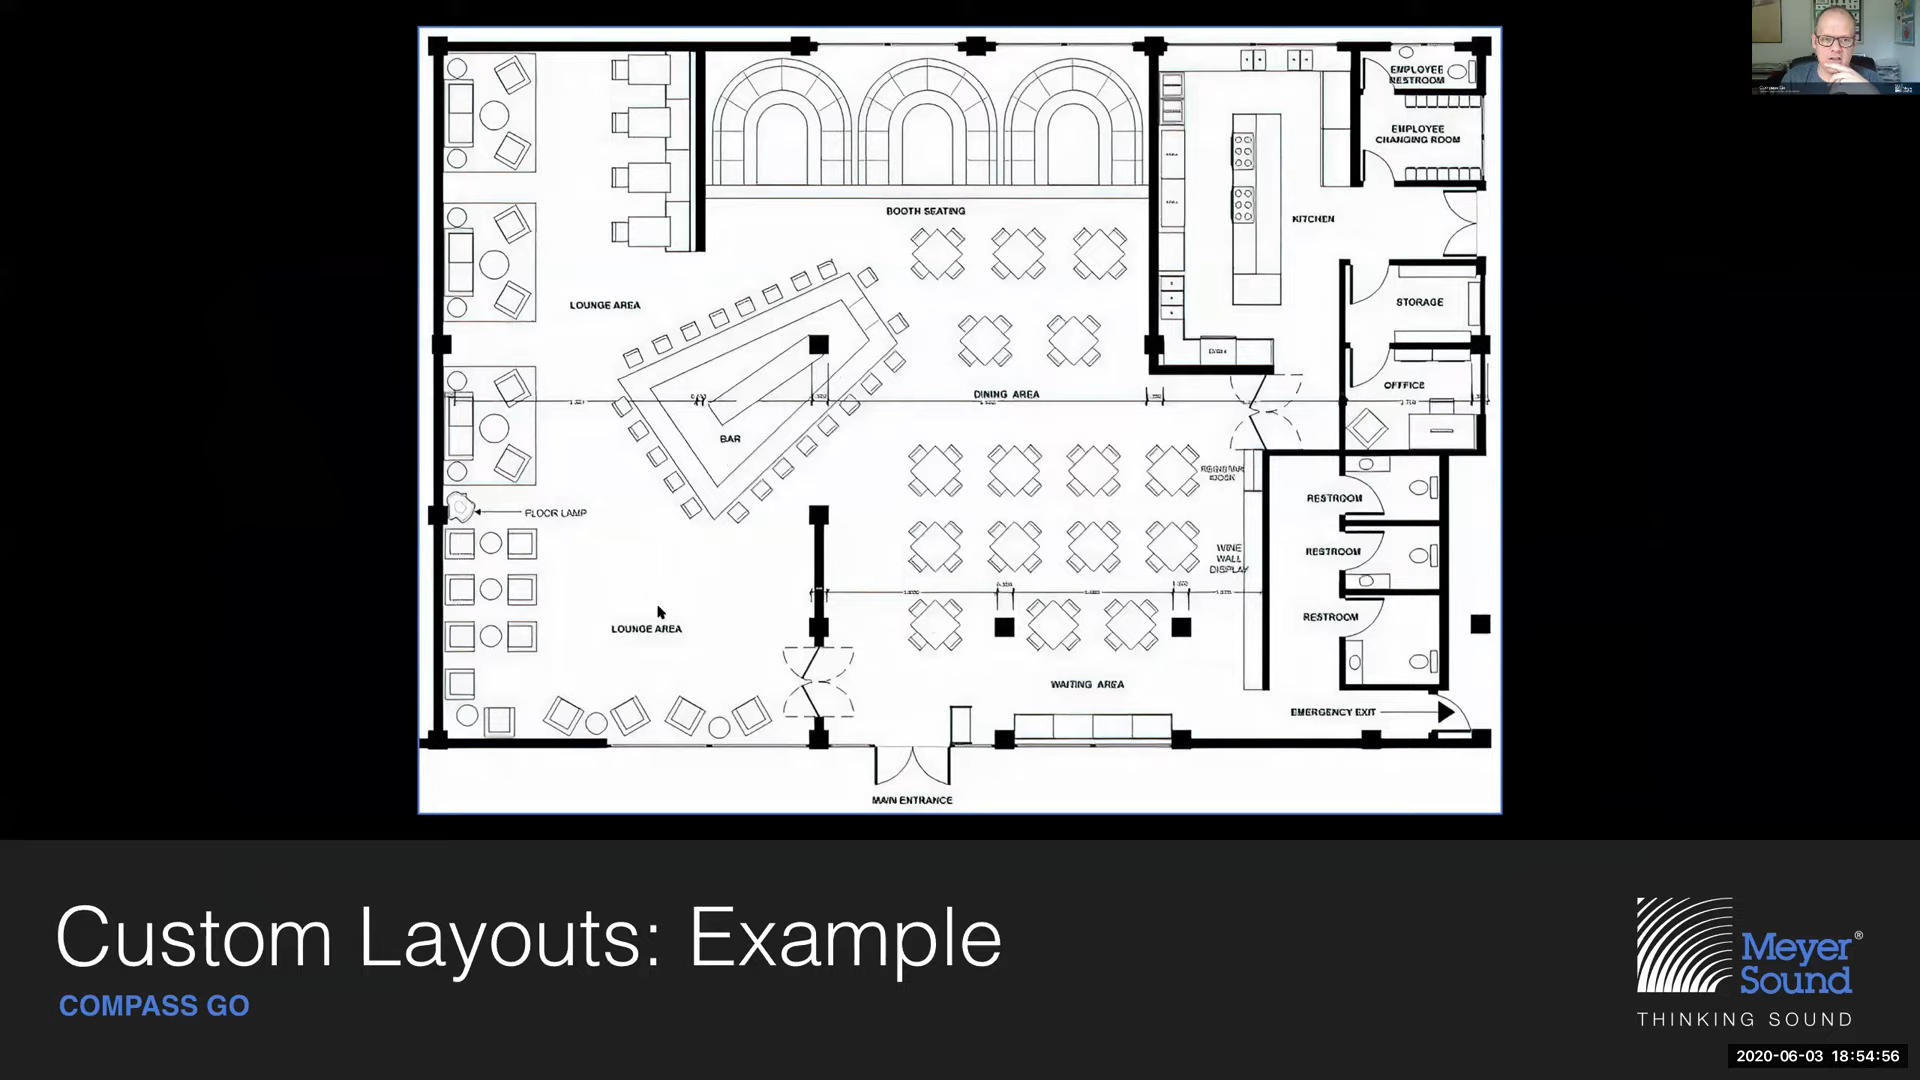 EMPLOYEE
RESTROOM
EMPLOYEE
CHANGING ROOM
BOOTH SEATING
KITCHEN
LOUNGE AREA
STORAGE
OFFFICE
DINING AREA
BAR
RESTROOM
FLOOR LAMP
RESTROOM
WINE
WALL
DISPLAY
RESTROOM
LOUNGE AREA
WAITING AREA
EMERGENCY EXIT
MAIN ENTRANCE
Custom Layouts: Example
COMPASS GO
Meyer®
Sound
THINKING SOUND
2020-06-03 18:54:56